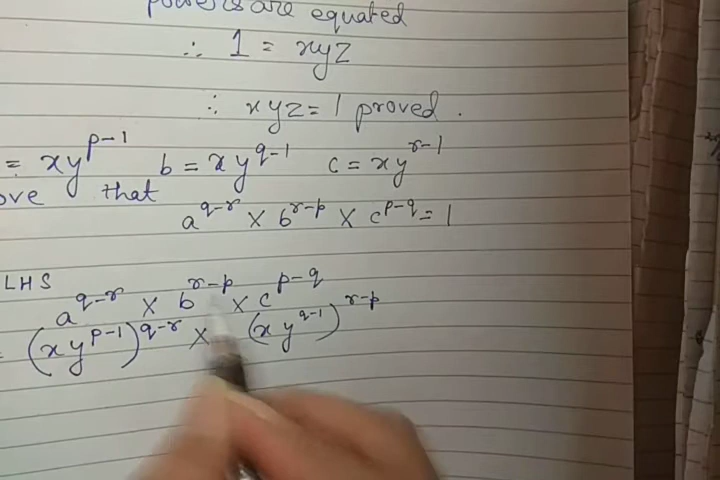 powers are equated
∴ 1 = xyz
∴ xyz = 1 proved.
= xy^{p-1} b = xy^{q-1} c = xy^{r-1}
ove that
a^{q-r} × b^{r-p} × c^{p-q} = 1
LHS
a^{q-r} × b^{r-p} × c^{p-q}
(xy^{p-1})^{q-r} × (xy^{q-1})^{r-p}